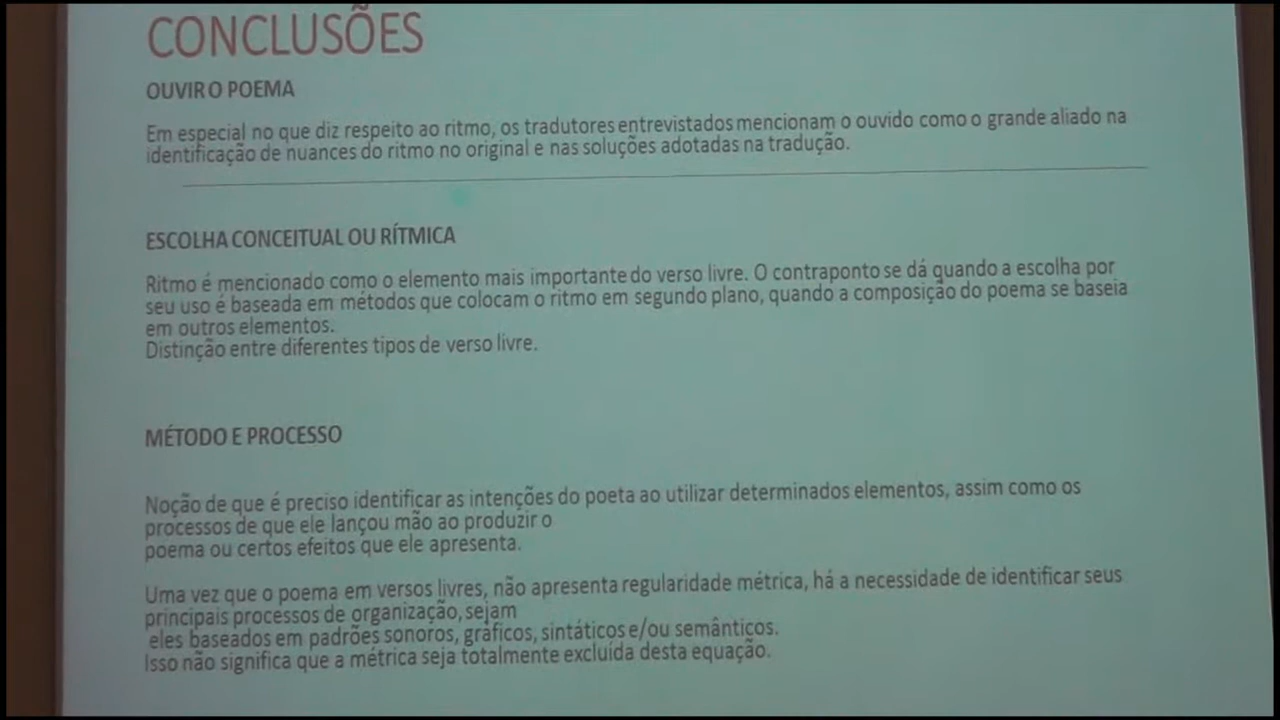 CONCLUSÕES
OUVIR O POEMA
Em especial no que diz respeito ao ritmo, os tradutores entrevistados mencionam o ouvido como o grande aliado na
identificação de nuances do ritmo no original e nas soluções adotadas na tradução.
ESCOLHA CONCEITUAL OU RÍTMICA
Ritmo é mencionado como o elemento mais importante do verso livre. O contraponto se dá quando a escolha por
seu uso é baseada em métodos que colocam o ritmo em segundo plano, quando a composição do poema se baseia
em outros elementos.
Distinção entre diferentes tipos de verso livre.
MÉTODO E PROCESSO
Noção de que é preciso identificar as intenções do poeta ao utilizar determinados elementos, assim como os
processos de que ele lançou mão ao produzir o
poema ou certos efeitos que ele apresenta.
Uma vez que o poema em versos livres, não apresenta regularidade métrica, há a necessidade de identificar seus
principais processos de organização, sejam
eles baseados em padrões sonoros, gráficos, sintáticos e/ou semânticos.
Isso não significa que a métrica seja totalmente excluída desta equação.